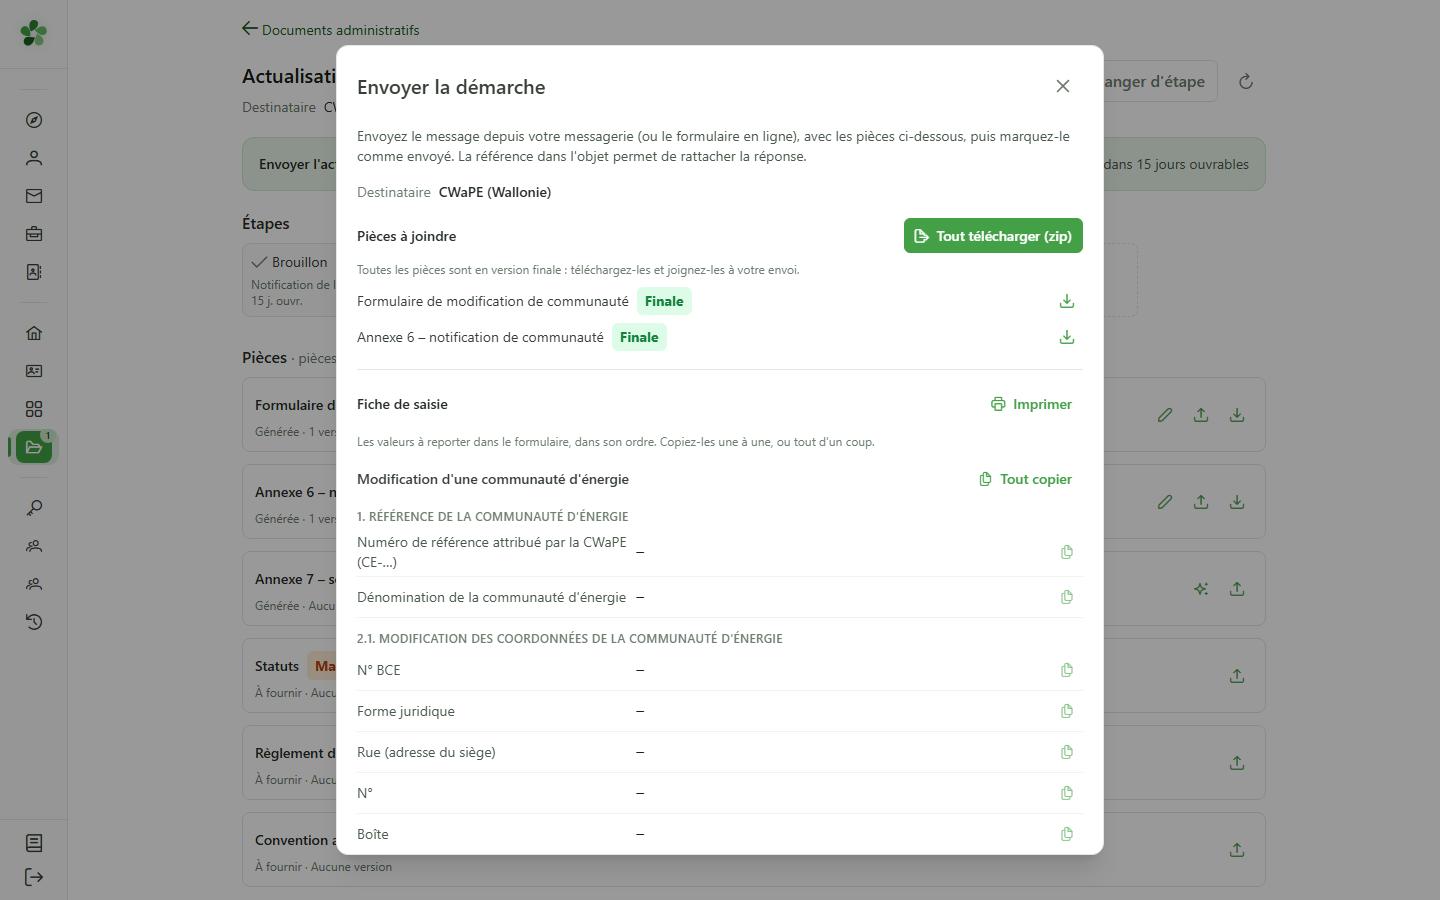 Documents administratifs
Actualisati
anger d'étape
Destinataire
Envoyer l'ac
dans 15 jours ouvrables
Étapes
Brouillon
Notification de l
15 j. ouvr.
Pièces · pièces
Formulaire d
Générée · 1 vers
Annexe 6 – n
Générée · 1 vers
Annexe 7 – s
Générée · Aucu
Statuts Ma
À fournir · Aucu
Règlement d
À fournir · Aucu
Convention a
À fournir · Aucune version
1
Envoyer la démarche
Envoyez le message depuis votre messagerie (ou le formulaire en ligne), avec les pièces ci-dessous, puis marquez-le
comme envoyé. La référence dans l'objet permet de rattacher la réponse.
Destinataire CWaPE (Wallonie)
Pièces à joindre
Tout télécharger (zip)
Toutes les pièces sont en version finale : téléchargez-les et joignez-les à votre envoi.
Formulaire de modification de communauté Finale
Annexe 6 – notification de communauté Finale
Fiche de saisie
Imprimer
Les valeurs à reporter dans le formulaire, dans son ordre. Copiez-les une à une, ou tout d'un coup.
Modification d'une communauté d'énergie
Tout copier
1. RÉFÉRENCE DE LA COMMUNAUTÉ D'ÉNERGIE
Numéro de référence attribué par la CWaPE
(CE-…)
–
Dénomination de la communauté d'énergie –
2.1. MODIFICATION DES COORDONNÉES DE LA COMMUNAUTÉ D'ÉNERGIE
N° BCE –
Forme juridique –
Rue (adresse du siège) –
N° –
Boîte –